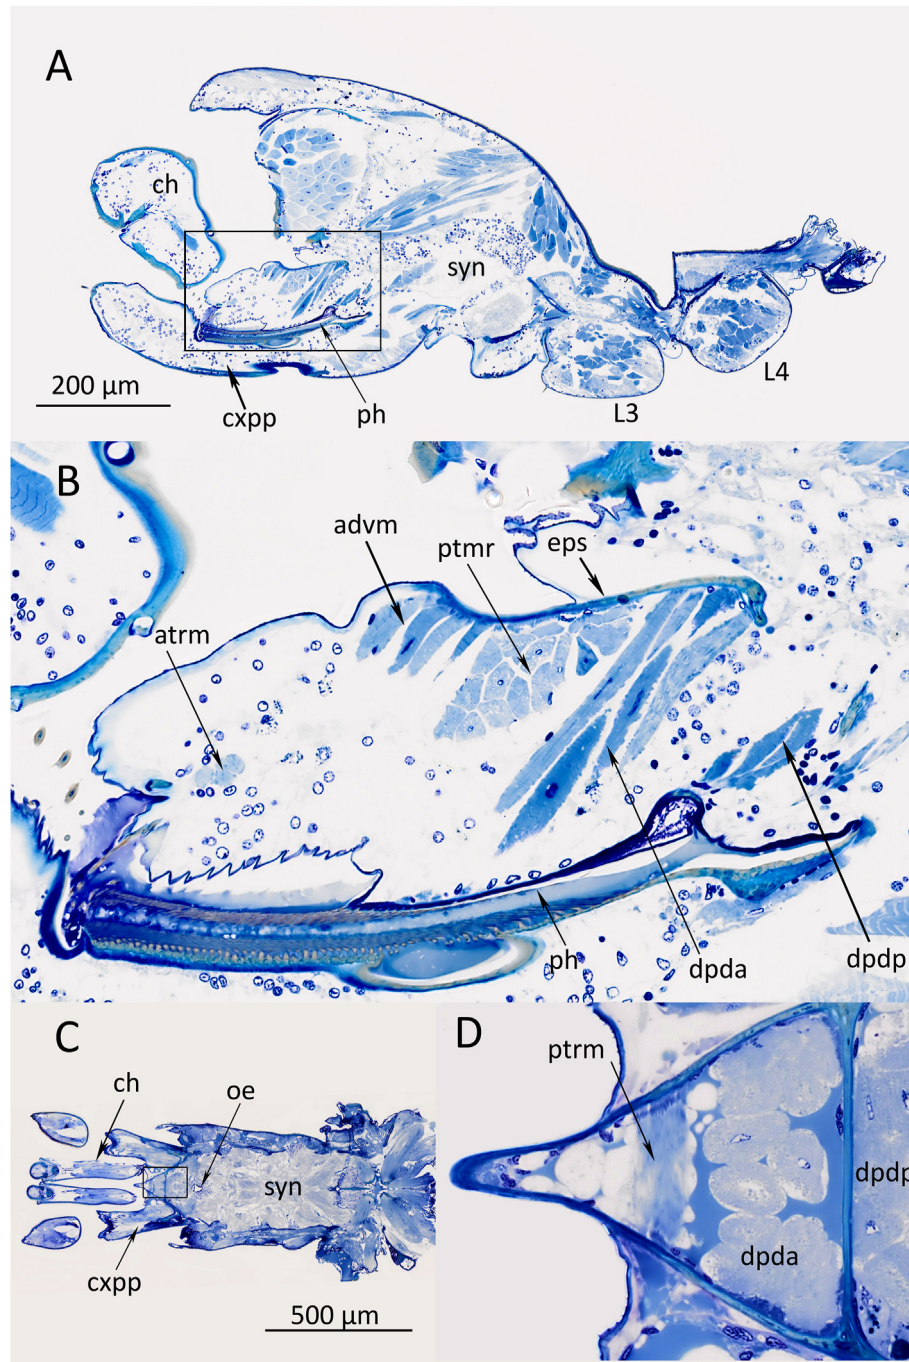 A
ch
syn
200 µm
L4
L3
cxpp
ph
B
advm
ptmr
eps
atrm
ph
dpda
dpdp
C
D
ptrm
ch
oe
syn
dpdp
dpda
cxpp
500 µm